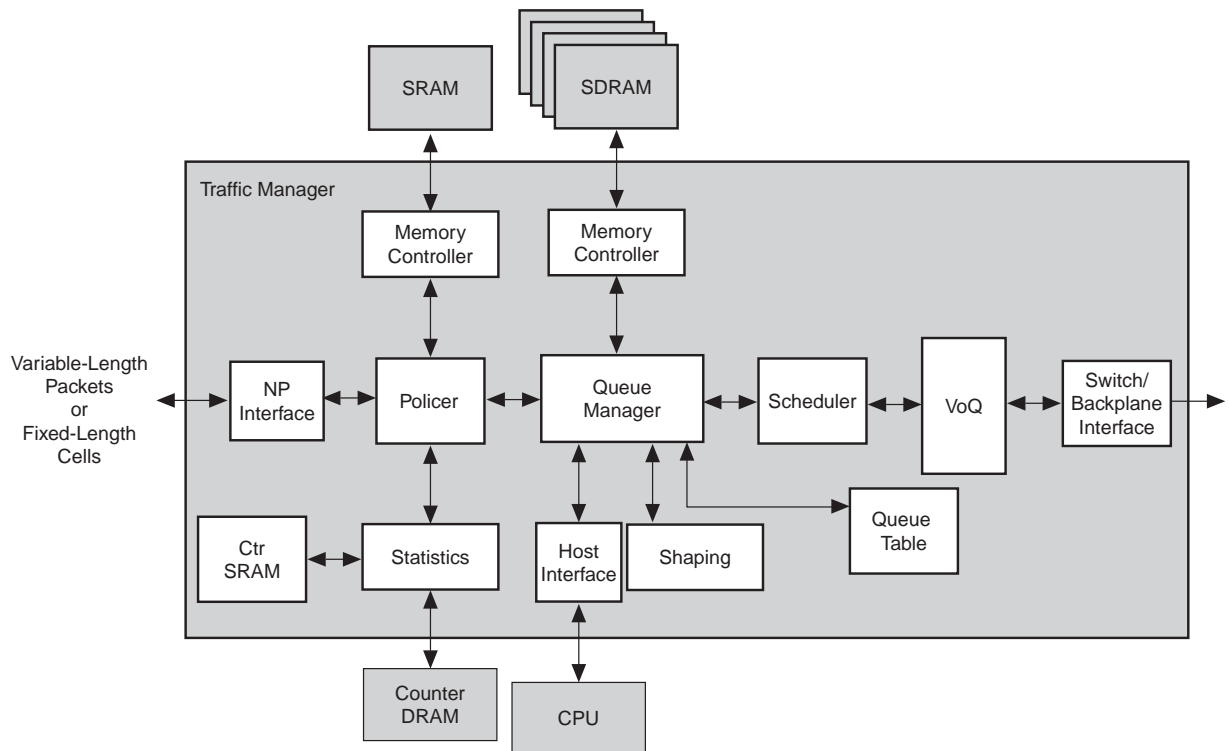 SRAM
SDRAM
Traffic Manager
Memory
Controller
Memory
Controller
Variable-Length
Packets
or
Fixed-Length
Cells
NP
Interface
Policer
Queue
Manager
Scheduler
VoQ
Switch/
Backplane
Interface
Ctr
SRAM
Statistics
Host
Interface
Shaping
Queue
Table
Counter
DRAM
CPU